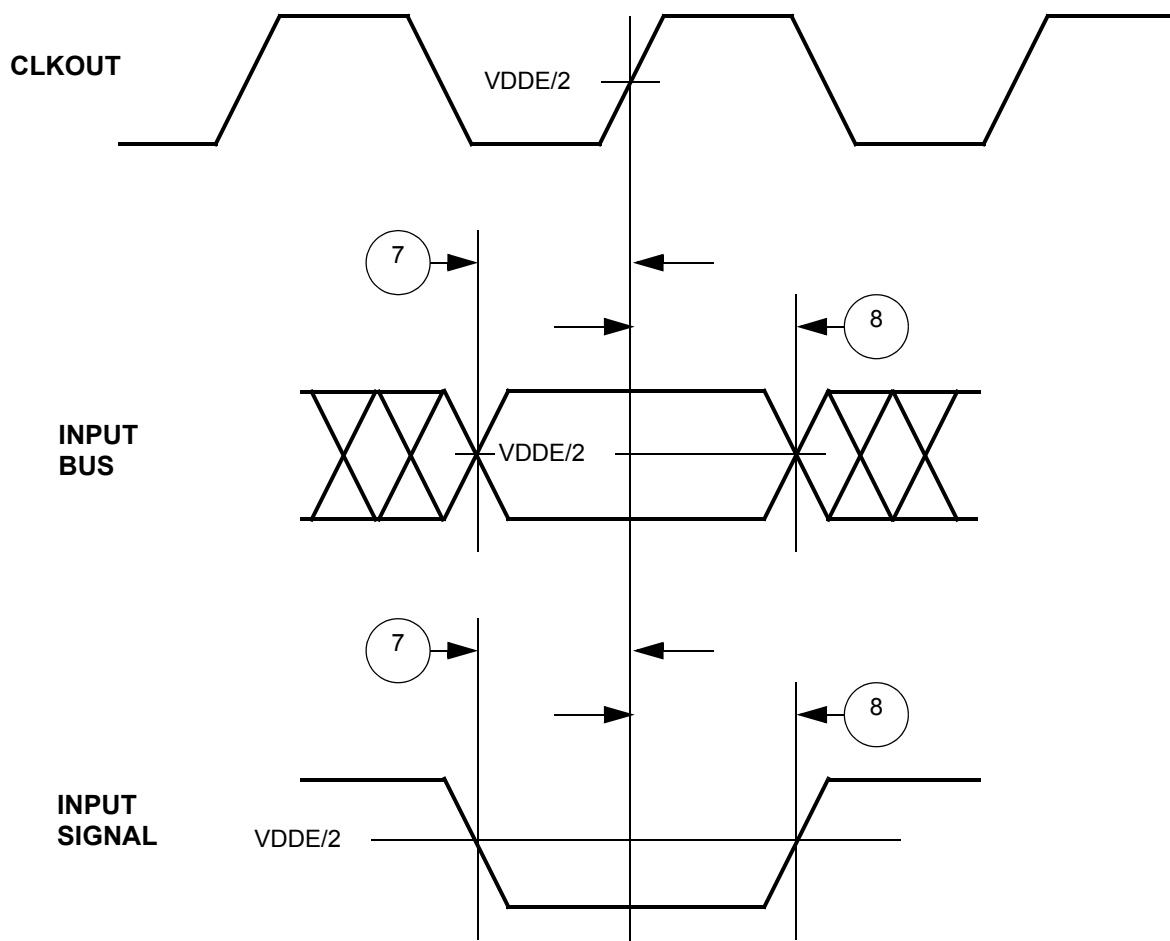 CLKOUT
VDDE/2
7
8
INPUT
BUS
VDDE/2
7
8
INPUT
SIGNAL
VDDE/2